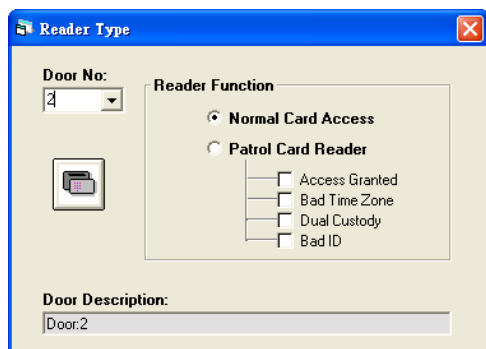 Reader Type
Door No:
2
Reader Function
Normal Card Access
Patrol Card Reader
Access Granted
Bad Time Zone
Dual Custody
Bad ID
Door Description:
Door:2